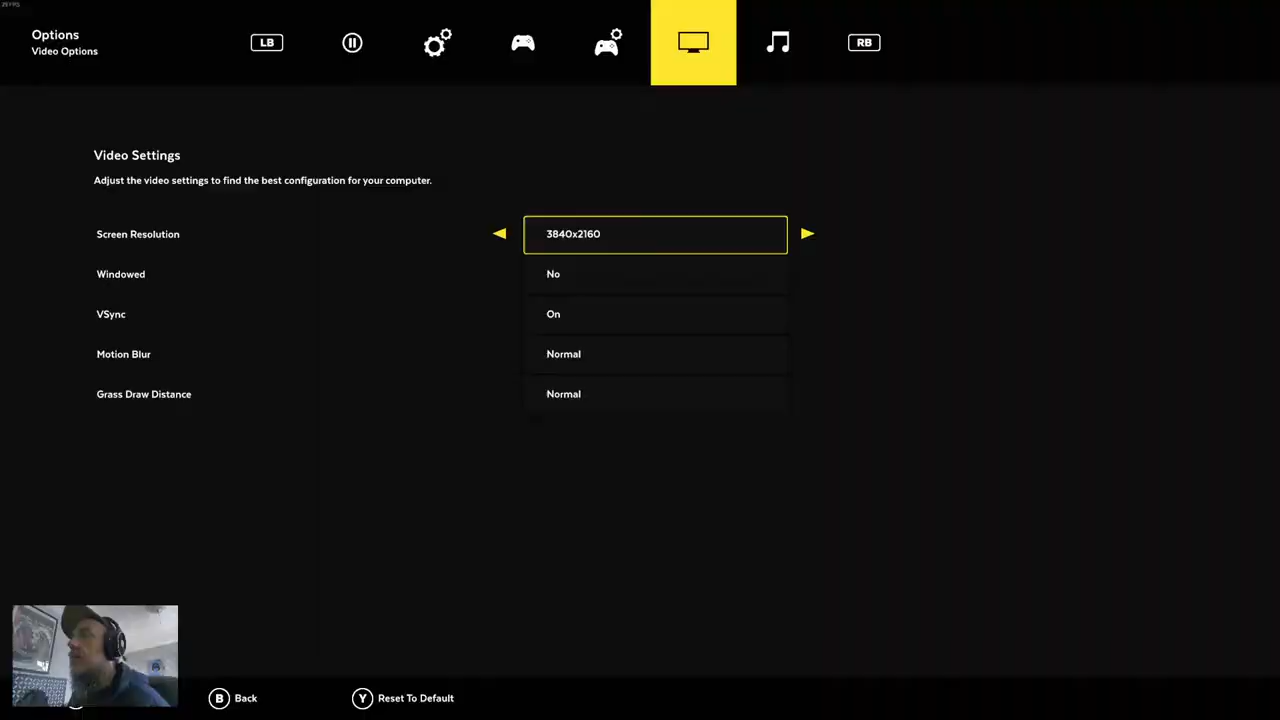 Options
Video Options
LB
RB
Video Settings
Adjust the video settings to find the best configuration for your computer.
Screen Resolution
3840x2160
Windowed
No
VSync
On
Motion Blur
Normal
Grass Draw Distance
Normal
B Back
Y Reset To Default